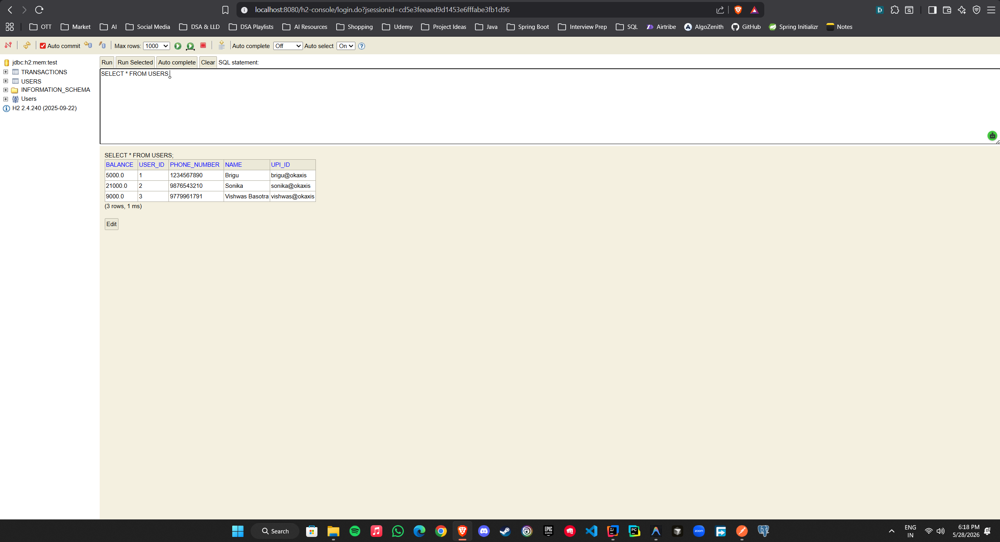 localhost:8080/h2-console/login.do?jsessionid=cd5e3feeaed9d1453e6fffabe3fb1d96
OTT Market AI Social Media DSA & LLD DSA Playlists AI Resources Shopping Udemy Project Ideas Java Spring Boot Interview Prep SQL Airtribe AlgoZenith GitHub Spring Initializr Notes
Auto commit Max rows: 1000 Auto complete Off Auto select On
jdbc:h2:mem:test
TRANSACTIONS
USERS
INFORMATION_SCHEMA
Users
H2 2.4.240 (2025-09-22)
Run Run Selected Auto complete Clear SQL statement:
SELECT * FROM USERS
SELECT * FROM USERS;
BALANCE USER_ID PHONE_NUMBER NAME UPI_ID
5000.0 1 1234567890 Brigu brigu@okaxis
21000.0 2 9876543210 Sonika sonika@okaxis
9000.0 3 9779961791 Vishwas Basotra vishwas@okaxis
(3 rows, 1 ms)
Edit
Search
EPIC GAMES
IJ
PC
zoom
ENG
IN
6:18 PM
5/28/2026